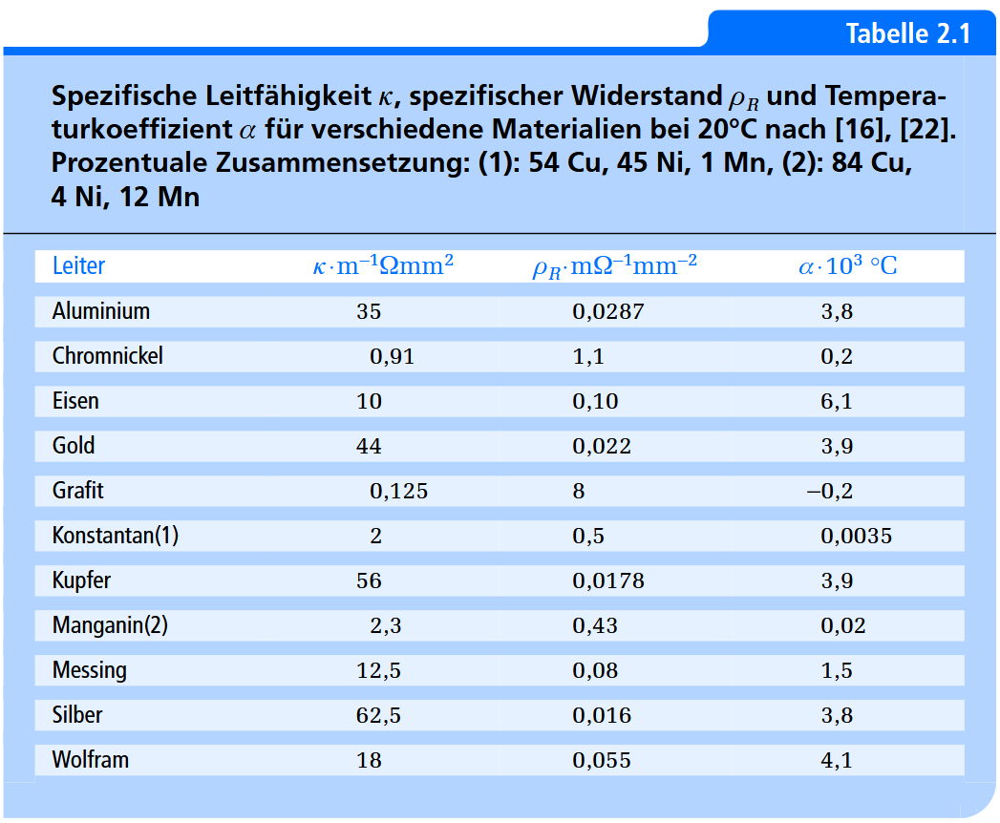 Tabelle 2.1
Spezifische Leitfähigkeit κ, spezifischer Widerstand ρ_R und Tempera-
turkoeffizient α für verschiedene Materialien bei 20°C nach [16], [22].
Prozentuale Zusammensetzung: (1): 54 Cu, 45 Ni, 1 Mn, (2): 84 Cu,
4 Ni, 12 Mn
Leiter κ·m⁻¹Ωmm² ρ_R·mΩ⁻¹mm⁻² α·10³ °C
Aluminium 35 0,0287 3,8
Chromnickel 0,91 1,1 0,2
Eisen 10 0,10 6,1
Gold 44 0,022 3,9
Grafit 0,125 8 −0,2
Konstantan(1) 2 0,5 0,0035
Kupfer 56 0,0178 3,9
Manganin(2) 2,3 0,43 0,02
Messing 12,5 0,08 1,5
Silber 62,5 0,016 3,8
Wolfram 18 0,055 4,1